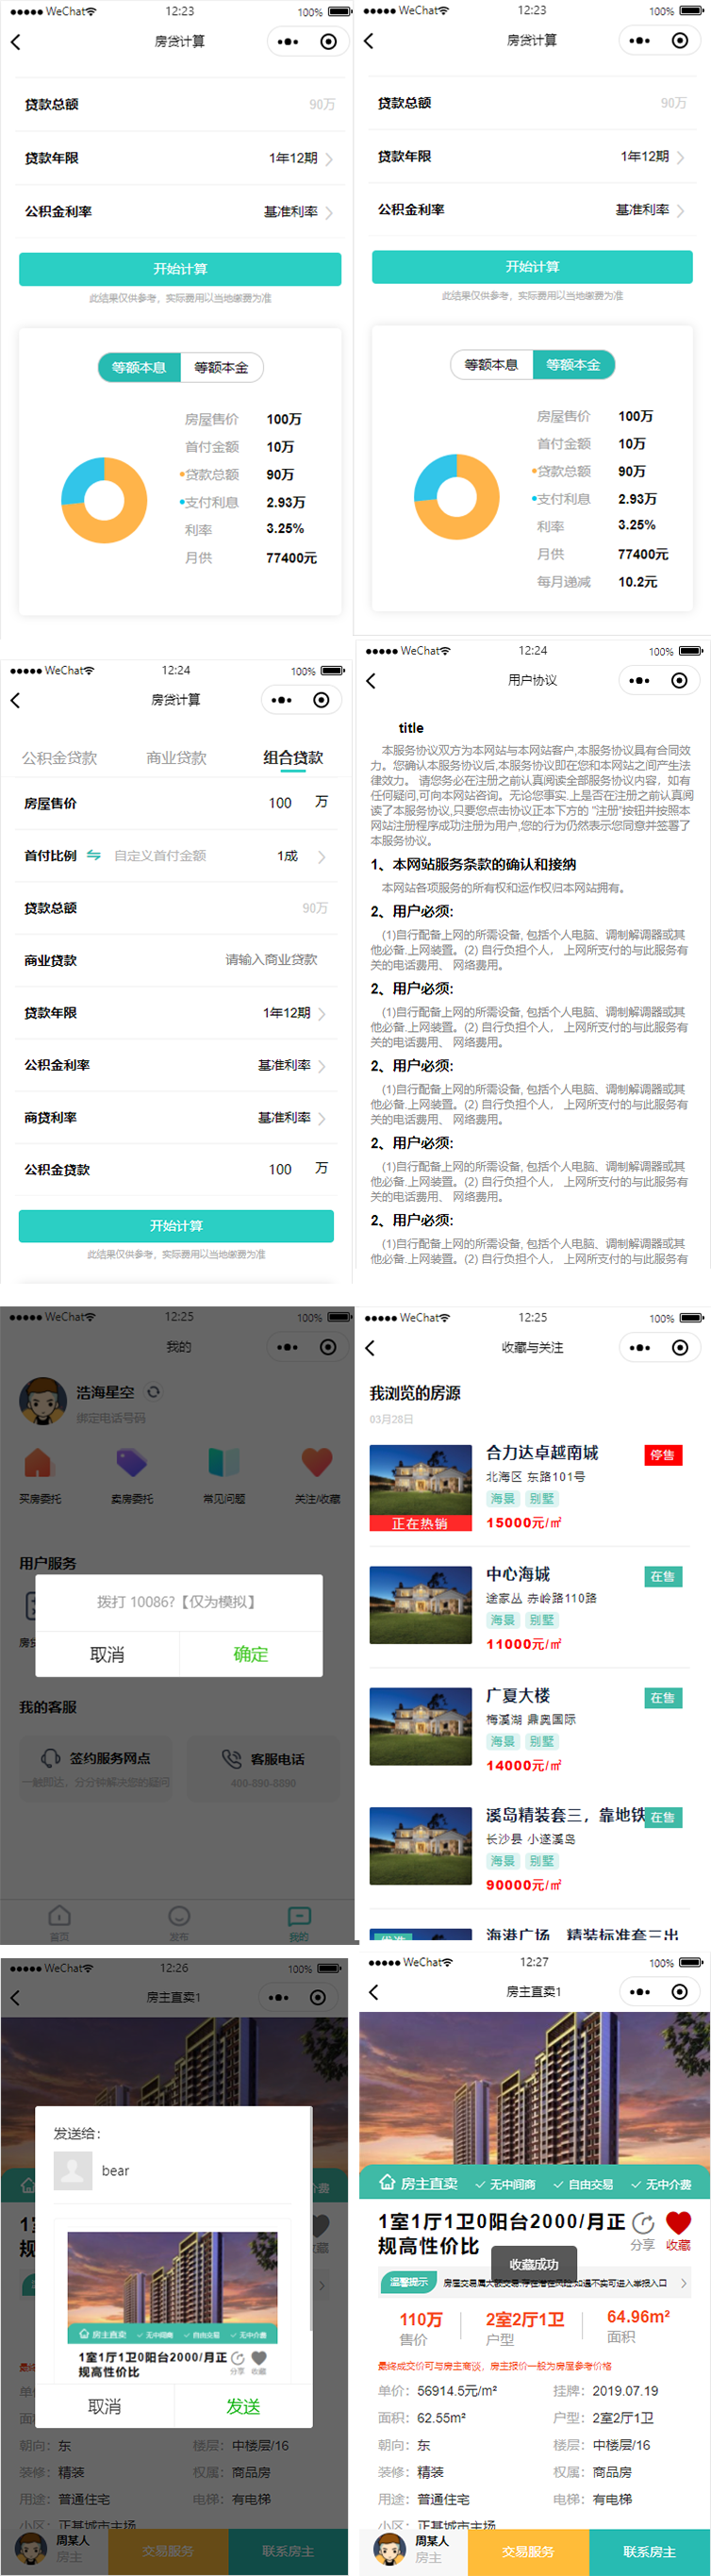 ●●●●● WeChat 12:23 100%
房贷计算
贷款总额 90万
贷款年限 1年12期
公积金利率 基准利率
开始计算
此结果仅供参考，实际费用以当地缴费为准
等额本息 等额本金
房屋售价 100万
首付金额 10万
贷款总额 90万
支付利息 2.93万
利率 3.25%
月供 77400元
●●●●● WeChat 12:23 100%
房贷计算
贷款总额 90万
贷款年限 1年12期
公积金利率 基准利率
开始计算
此结果仅供参考，实际费用以当地缴费为准
等额本息 等额本金
房屋售价 100万
首付金额 10万
贷款总额 90万
支付利息 2.93万
利率 3.25%
月供 77400元
每月递减 10.2元
●●●●● WeChat 12:24 100%
房贷计算
公积金贷款 商业贷款 组合贷款
房屋售价 100 万
首付比例 自定义首付金额 1成
贷款总额 90万
商业贷款 请输入商业贷款
贷款年限 1年12期
公积金利率 基准利率
商贷利率 基准利率
公积金贷款 100 万
开始计算
此结果仅供参考，实际费用以当地缴费为准
●●●●● WeChat 12:24 100%
用户协议
title
本服务协议双方为本网站与本网站客户,本服务协议具有合同效
力。您确认本服务协议后,本服务协议即在您和本网站之间产生法
律效力。 请您务必在注册之前认真阅读全部服务协议内容，如有
任何疑问,可向本网站咨询。无论您事实.上是否在注册之前认真阅
读了本服务协议,只要您点击协议正本下方的 "注册"按钮并按照本
网站注册程序成功注册为用户,您的行为仍然表示您同意并签署了
本服务协议。
1、本网站服务条款的确认和接纳
本网站各项服务的所有权和运作权归本网站拥有。
2、用户必须:
(1)自行配备上网的所需设备, 包括个人电脑、调制解调器或其
他必备.上网装置。(2) 自行负担个人， 上网所支付的与此服务有
关的电话费用、 网络费用。
2、用户必须:
(1)自行配备上网的所需设备, 包括个人电脑、调制解调器或其
他必备.上网装置。(2) 自行负担个人， 上网所支付的与此服务有
关的电话费用、 网络费用。
2、用户必须:
(1)自行配备上网的所需设备, 包括个人电脑、调制解调器或其
他必备.上网装置。(2) 自行负担个人， 上网所支付的与此服务有
关的电话费用、 网络费用。
2、用户必须:
(1)自行配备上网的所需设备, 包括个人电脑、调制解调器或其
他必备.上网装置。(2) 自行负担个人， 上网所支付的与此服务有
关的电话费用、 网络费用。
2、用户必须:
(1)自行配备上网的所需设备, 包括个人电脑、调制解调器或其
他必备.上网装置。(2) 自行负担个人， 上网所支付的与此服务有
●●●●● WeChat 12:25 100%
我的
浩海星空
绑定电话号码
买房委托 卖房委托 常见问题 关注/收藏
用户服务
拨打 10086?【仅为模拟】
房贷
取消 确定
我的客服
签约服务网点 客服电话
一触即达，分分钟解决您的疑问 400-890-8890
首页 发布 我的
●●●●● WeChat 12:25 100%
收藏与关注
我浏览的房源
03月28日
合力达卓越南城 停售
北海区 东路101号
海景 别墅
正在热销 15000元/㎡
中心海城 在售
途家丛 赤岭路110路
海景 别墅
11000元/㎡
广夏大楼 在售
梅溪湖 鼎奥国际
海景 别墅
14000元/㎡
溪岛精装套三，靠地铁 在售
长沙县 小逐溪岛
海景 别墅
90000元/㎡
海港广场 精装标准套三出
●●●●● WeChat 12:26 100%
房主直卖1
发送给:
bear
房主直卖 无中间商 自由交易 无中介费
1室1厅1卫0阳台2000/月正
规高性价比
分享 收藏
取消 发送
朝向: 东 楼层: 中楼层/16
装修: 精装 权属: 商品房
用途: 普通住宅 电梯: 有电梯
小区: 正基城市主场
周某人
房主
交易服务 联系房主
●●●●● WeChat 12:27 100%
房主直卖1
房主直卖 无中间商 自由交易 无中介费
1室1厅1卫0阳台2000/月正
规高性价比
分享 收藏
收藏成功
温馨提示 房屋交易属大额交易,存在潜在风险,如遇不实可进入举报入口
110万 2室2厅1卫 64.96m²
售价 户型 面积
最终成交价可与房主商谈，房主报价一般为房屋参考价格
单价: 56914.5元/m² 挂牌: 2019.07.19
面积: 62.55m² 户型: 2室2厅1卫
朝向: 东 楼层: 中楼层/16
装修: 精装 权属: 商品房
用途: 普通住宅 电梯: 有电梯
小区: 正基城市主场
周某人
房主
交易服务 联系房主